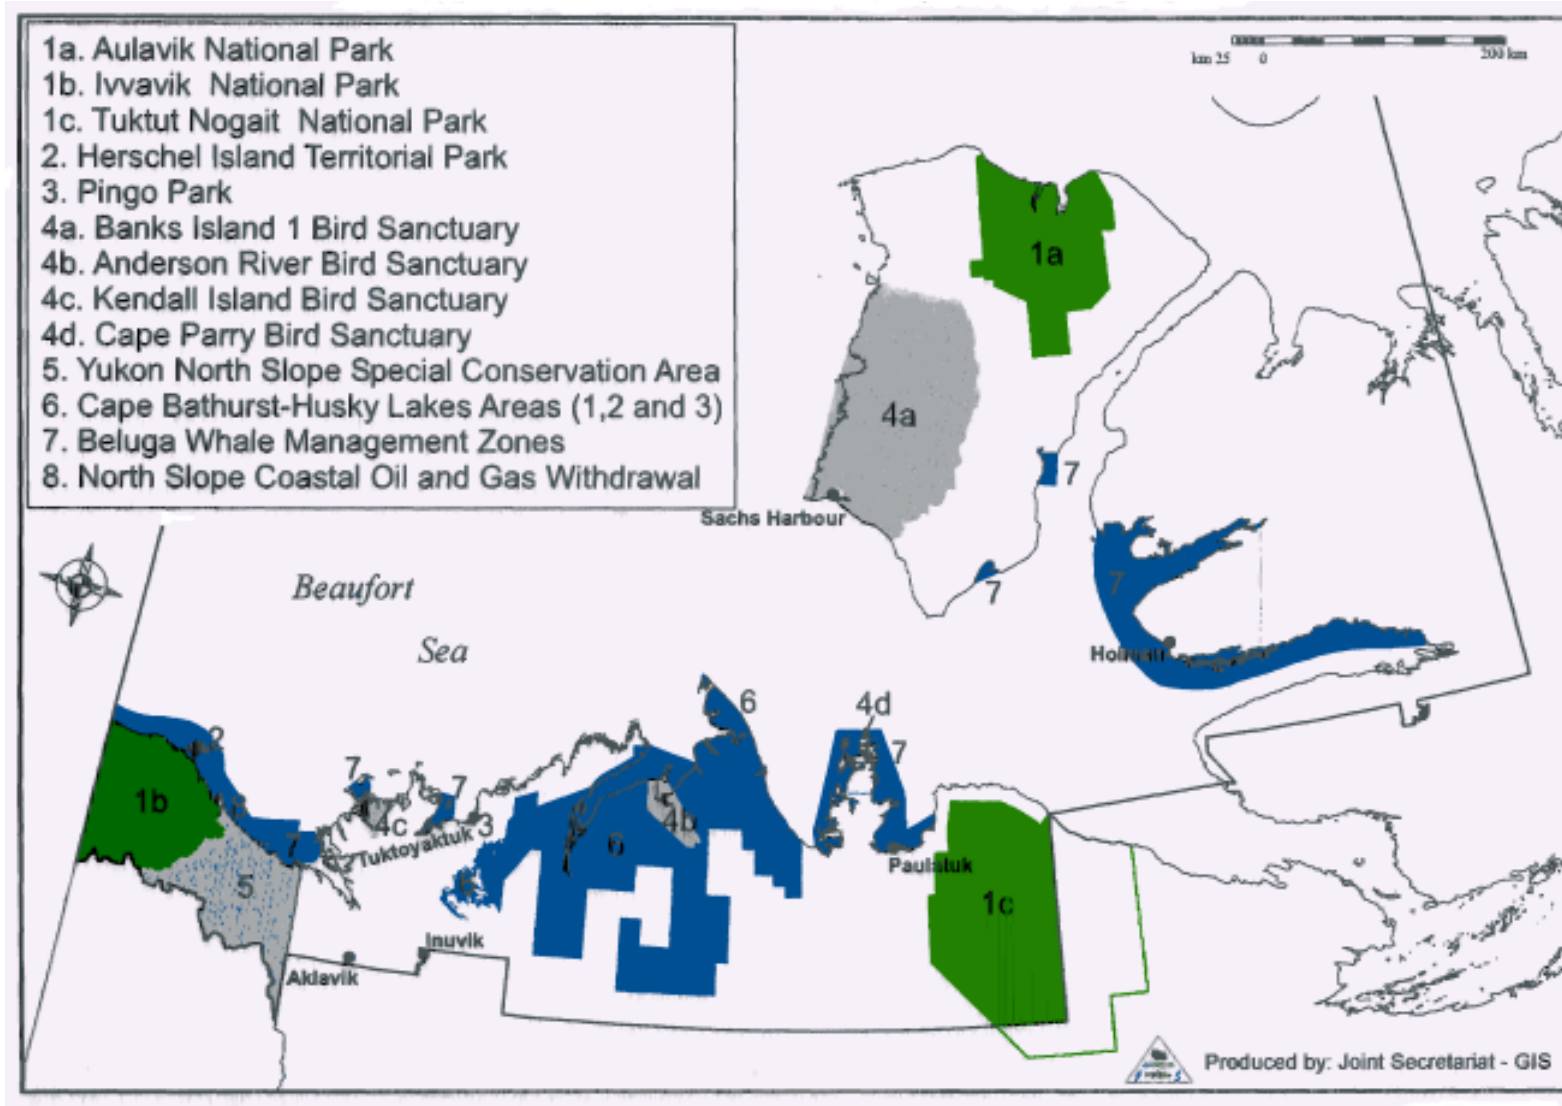 1a. Aulavik National Park
1b. Ivvavik National Park
1c. Tuktut Nogait National Park
2. Herschel Island Territorial Park
3. Pingo Park
4a. Banks Island 1 Bird Sanctuary
4b. Anderson River Bird Sanctuary
4c. Kendall Island Bird Sanctuary
4d. Cape Parry Bird Sanctuary
5. Yukon North Slope Special Conservation Area
6. Cape Bathurst-Husky Lakes Areas (1,2 and 3)
7. Beluga Whale Management Zones
8. North Slope Coastal Oil and Gas Withdrawal
km 25 0 200 km
1a
4a
7
Sachs Harbour
7
7
Beaufort
Sea
Holman
6
4d
2
7
7
7
1b
8
4c
3
4b
7
Tuktoyaktuk
6
Paulatuk
5
6
1c
Inuvik
Aklavik
Produced by: Joint Secretariat - GIS